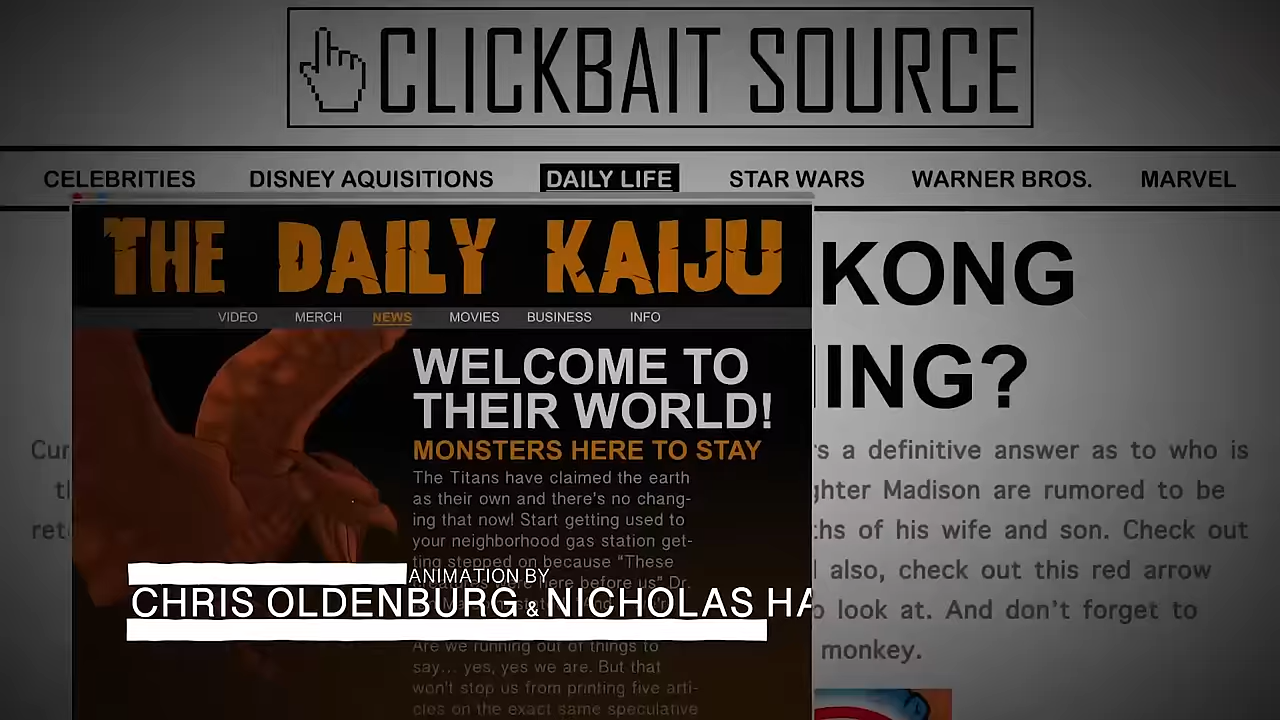 CLICKBAIT SOURCE
CELEBRITIES DISNEY AQUISITIONS DAILY LIFE STAR WARS WARNER BROS. MARVEL
THE DAILY KAIJU
VIDEO MERCH NEWS MOVIES BUSINESS INFO
WELCOME TO
THEIR WORLD!
MONSTERS HERE TO STAY
The Titans have claimed the earth
as their own and there's no chang-
ing that now! Start getting used to
your neighborhood gas station get-
ting stepped on because "These
here before us" Dr.
ANIMATION BY
CHRIS OLDENBURG & NICHOLAS HA
Are we running out of things to
say... yes, yes we are. But that
won't stop us from printing five arti-
cles on the exact same speculative
KONG
ING?
Cur
a definitive answer as to who is
Madison are rumored to be
of his wife and son. Check out
also, check out this red arrow
look at. And don't forget to
monkey.